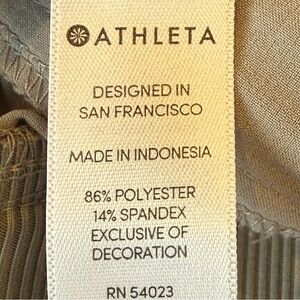 ATHLETA
DESIGNED IN
SAN FRANCISCO
MADE IN INDONESIA
86% POLYESTER
14% SPANDEX
EXCLUSIVE OF
DECORATION
RN 54023